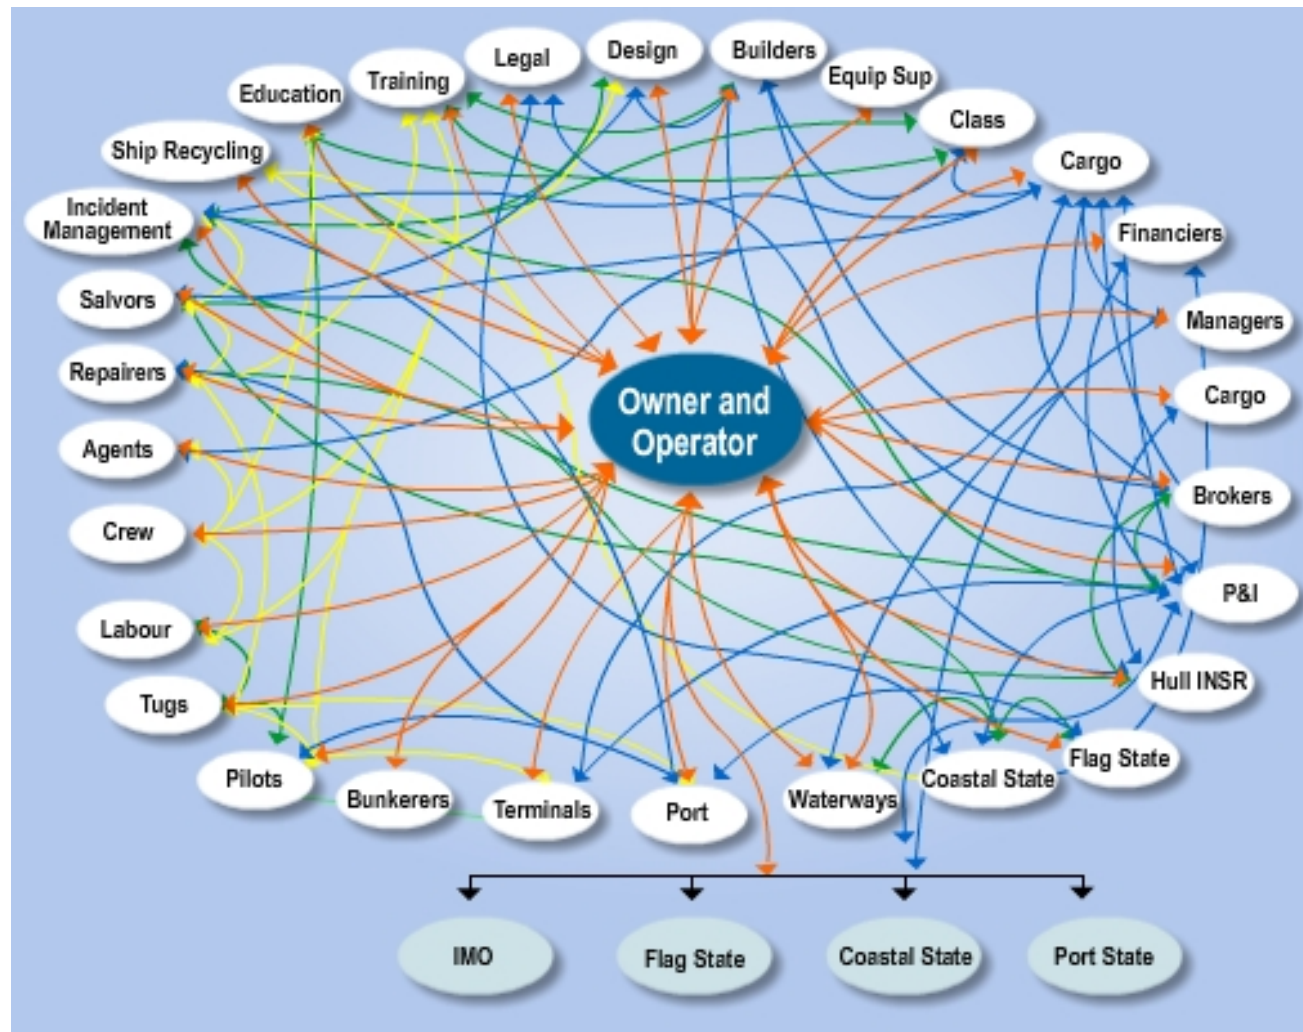 Legal
Design
Builders
Training
Equip Sup
Education
Class
Ship Recycling
Cargo
Incident
Management
Financiers
Salvors
Managers
Repairers
Cargo
Owner and
Operator
Agents
Brokers
Crew
P&I
Labour
Hull INSR
Tugs
Flag State
Pilots
Coastal State
Bunkerers
Terminals
Port
Waterways
IMO
Flag State
Coastal State
Port State